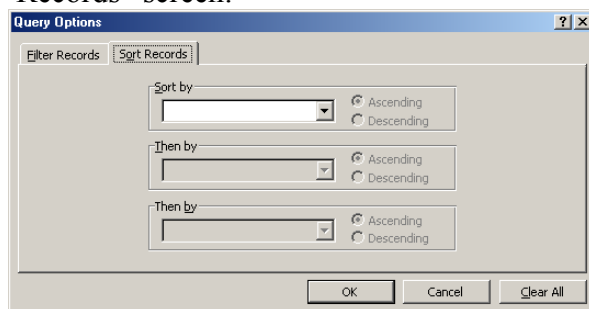 Records" screen.
Query Options
Filter Records Sort Records
Sort by
Ascending
Descending
Then by
Ascending
Descending
Then by
Ascending
Descending
OK Cancel Clear All